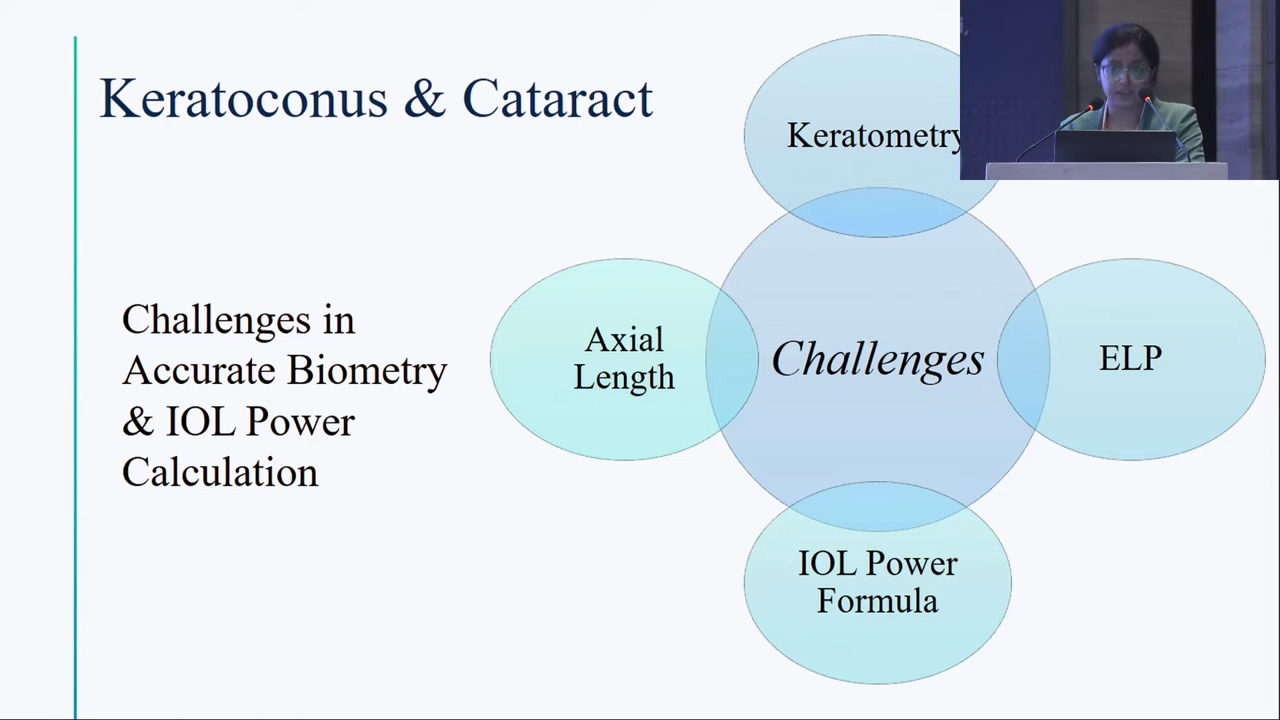 Keratoconus & Cataract
Challenges in
Accurate Biometry
& IOL Power
Calculation
Keratometry
Axial
Length
Challenges
ELP
IOL Power
Formula